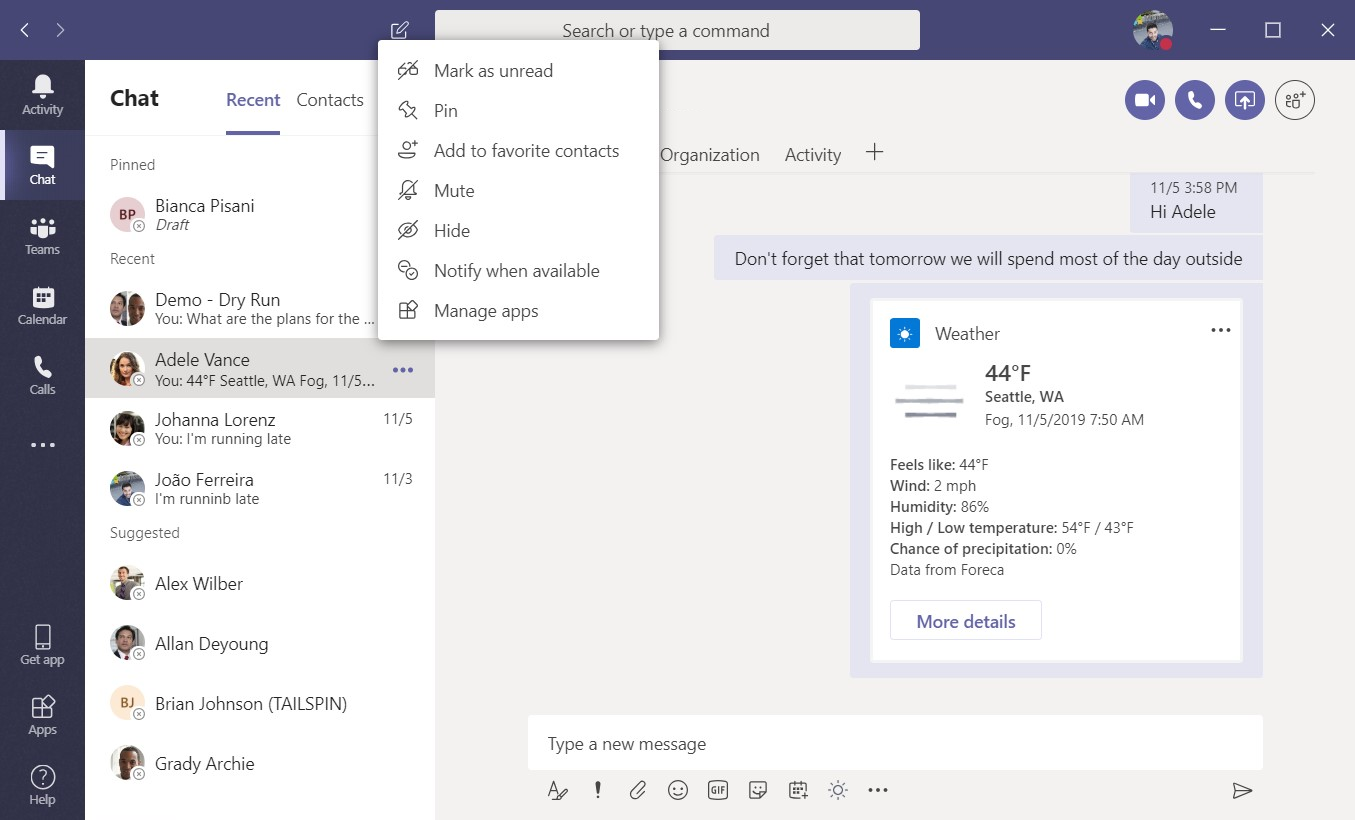 Search or type a command
Activity
Chat
Teams
Calendar
Calls
Get app
Apps
Help
Chat
Recent
Contacts
Pinned
BP
Bianca Pisani
Draft
Recent
Demo - Dry Run
You: What are the plans for the ...
Adele Vance
You: 44°F Seattle, WA Fog, 11/5...
Johanna Lorenz 11/5
You: I'm running late
João Ferreira 11/3
I'm runninb late
Suggested
Alex Wilber
Allan Deyoung
BJ
Brian Johnson (TAILSPIN)
Grady Archie
Mark as unread
Pin
Add to favorite contacts
Mute
Hide
Notify when available
Manage apps
Organization
Activity
11/5 3:58 PM
Hi Adele
Don't forget that tomorrow we will spend most of the day outside
Weather
44°F
Seattle, WA
Fog, 11/5/2019 7:50 AM
Feels like: 44°F
Wind: 2 mph
Humidity: 86%
High / Low temperature: 54°F / 43°F
Chance of precipitation: 0%
Data from Foreca
More details
Type a new message
GIF